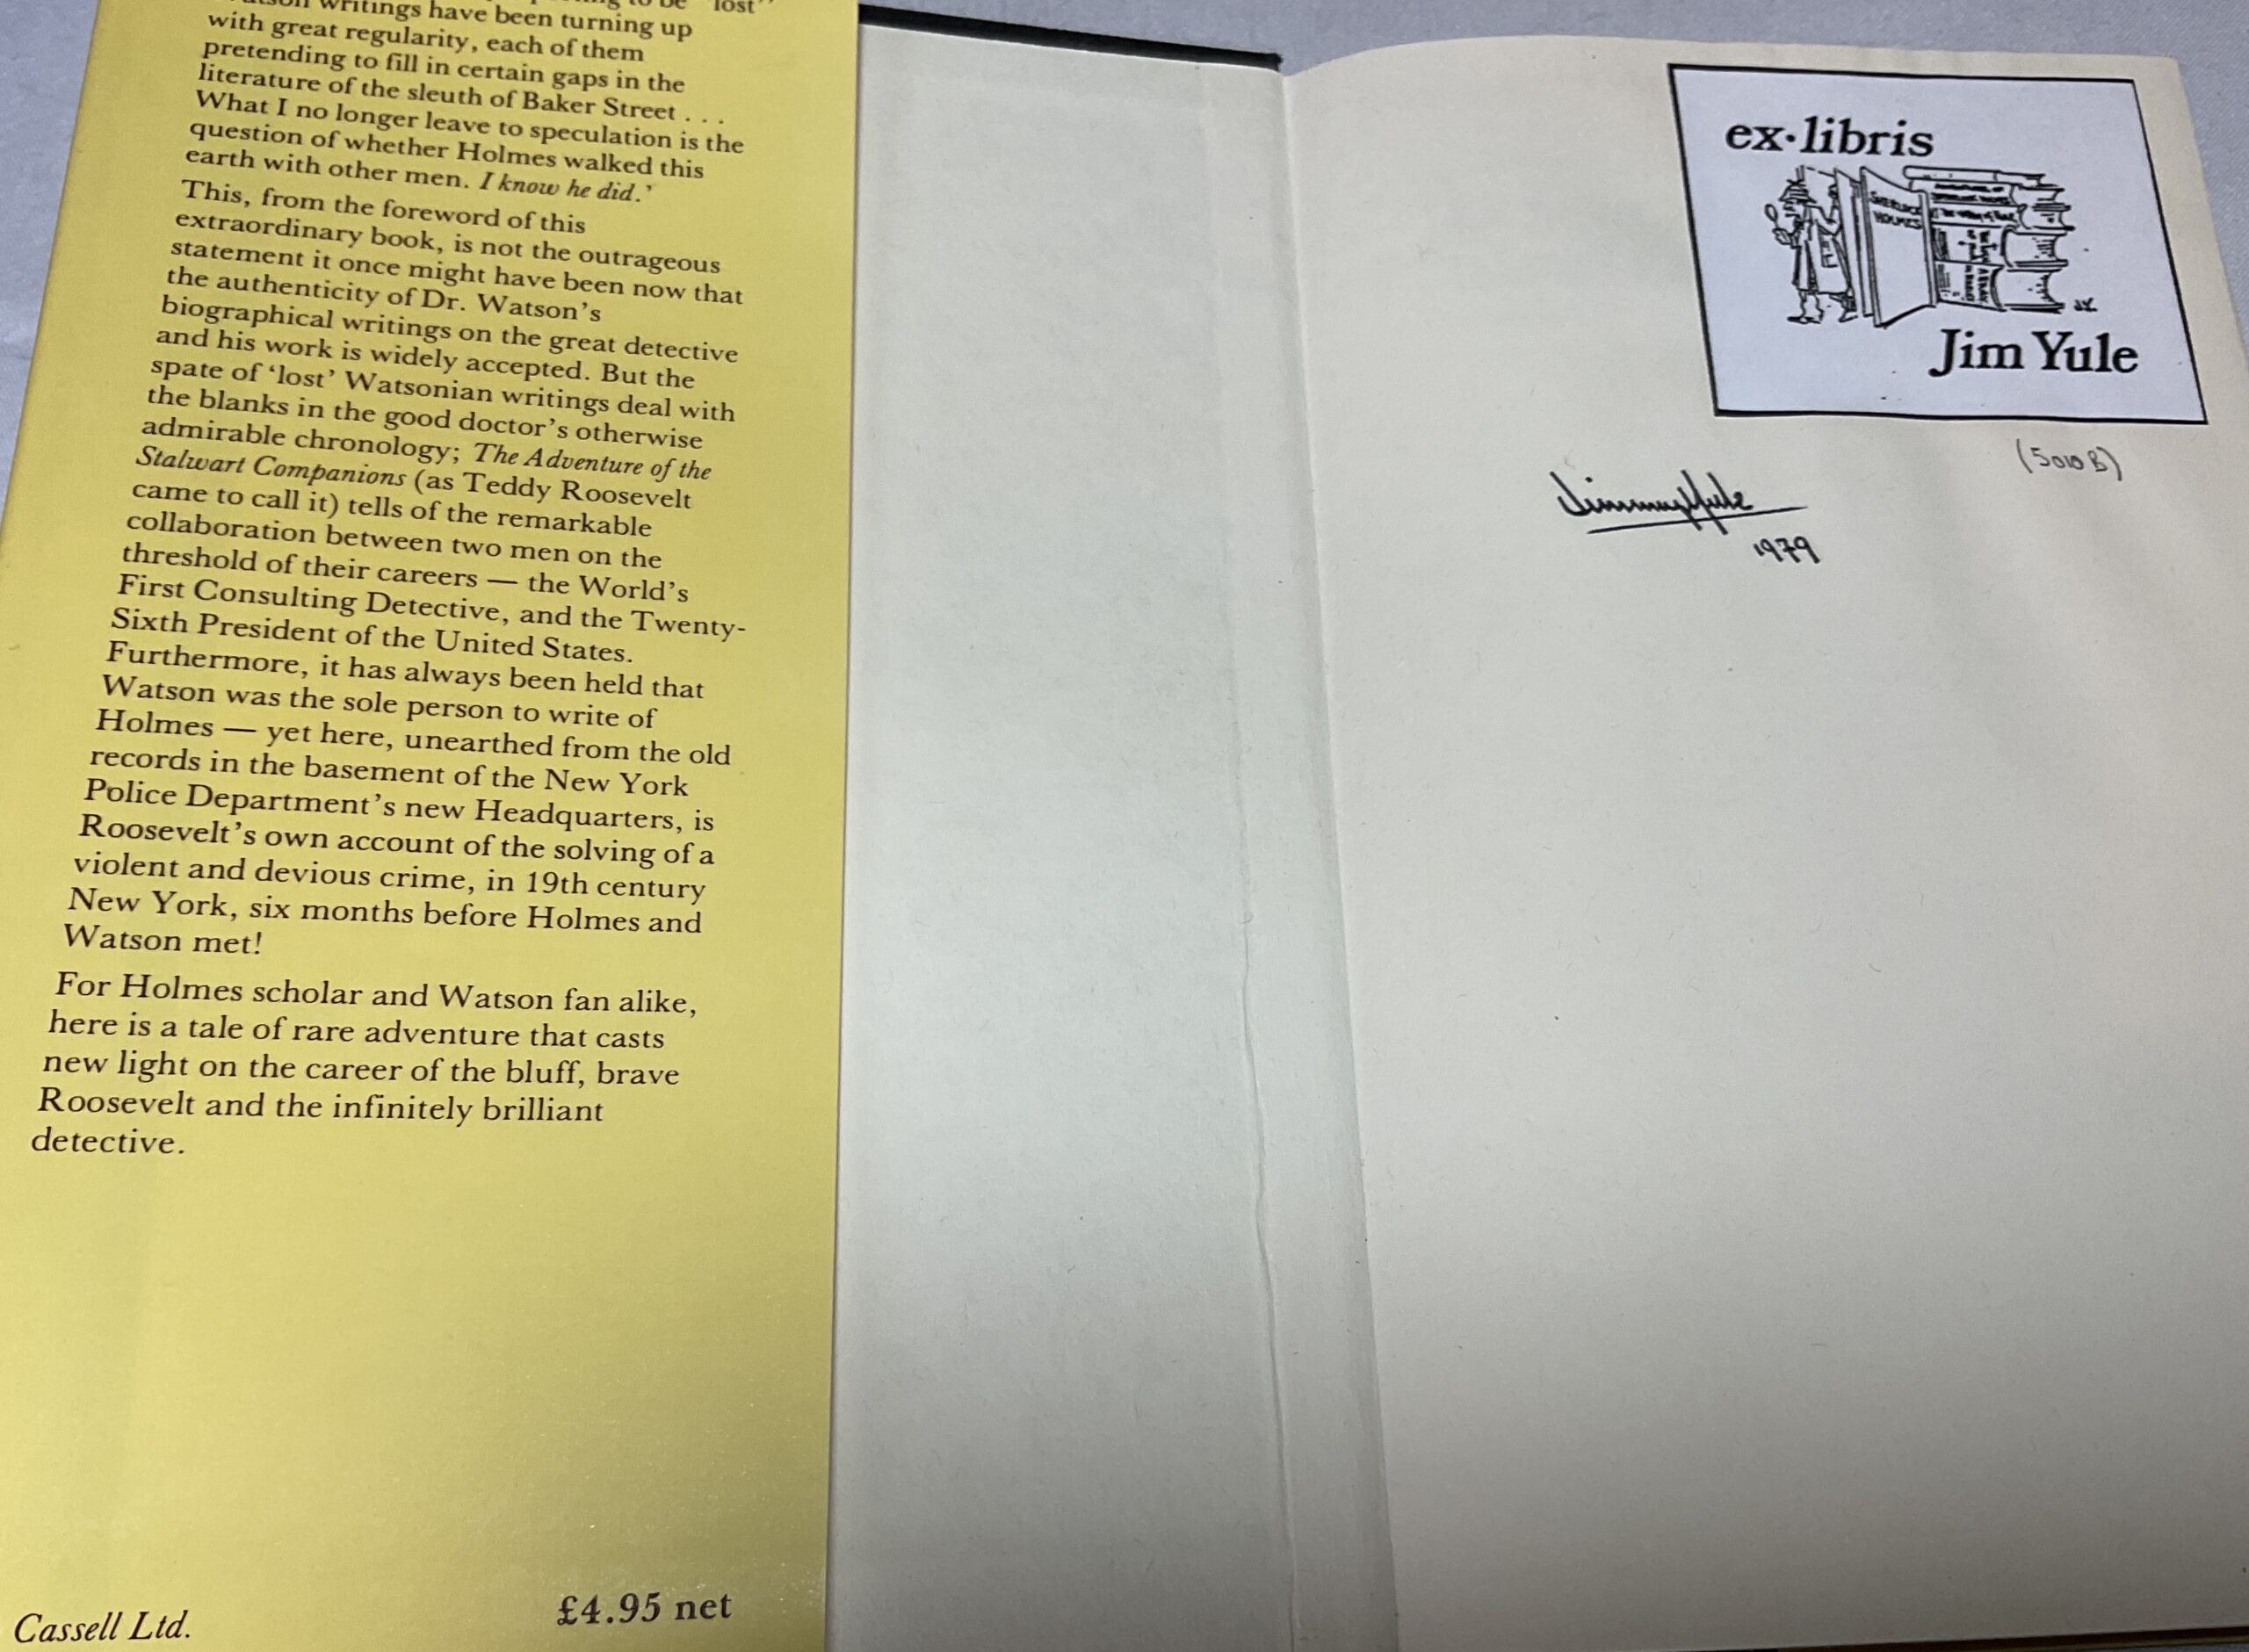 writings have been turning up
with great regularity, each of them
pretending to fill in certain gaps in the
literature of the sleuth of Baker Street . . .
What I no longer leave to speculation is the
question of whether Holmes walked this
earth with other men. I know he did.’
This, from the foreword of this
extraordinary book, is not the outrageous
statement it once might have been now that
the authenticity of Dr. Watson’s
biographical writings on the great detective
and his work is widely accepted. But the
spate of ‘lost’ Watsonian writings deal with
the blanks in the good doctor’s otherwise
admirable chronology; The Adventure of the
Stalwart Companions (as Teddy Roosevelt
came to call it) tells of the remarkable
collaboration between two men on the
threshold of their careers — the World’s
First Consulting Detective, and the Twenty-
Sixth President of the United States.
Furthermore, it has always been held that
Watson was the sole person to write of
Holmes — yet here, unearthed from the old
records in the basement of the New York
Police Department’s new Headquarters, is
Roosevelt’s own account of the solving of a
violent and devious crime, in 19th century
New York, six months before Holmes and
Watson met!
For Holmes scholar and Watson fan alike,
here is a tale of rare adventure that casts
new light on the career of the bluff, brave
Roosevelt and the infinitely brilliant
detective.
Cassell Ltd.
£4.95 net
ex·libris
SHERLOCK
HOLMES
Jim Yule
(5010B)
Jimmy Yule
1979